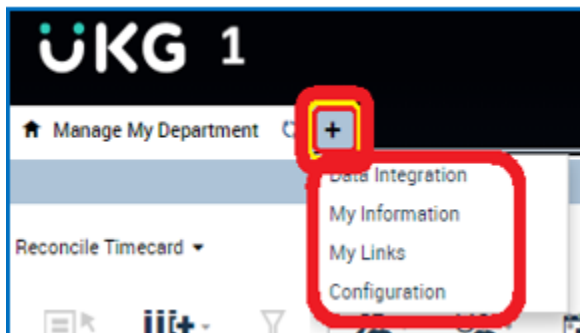 UKG 1
Manage My Department
+
Data Integration
My Information
My Links
Configuration
Reconcile Timecard